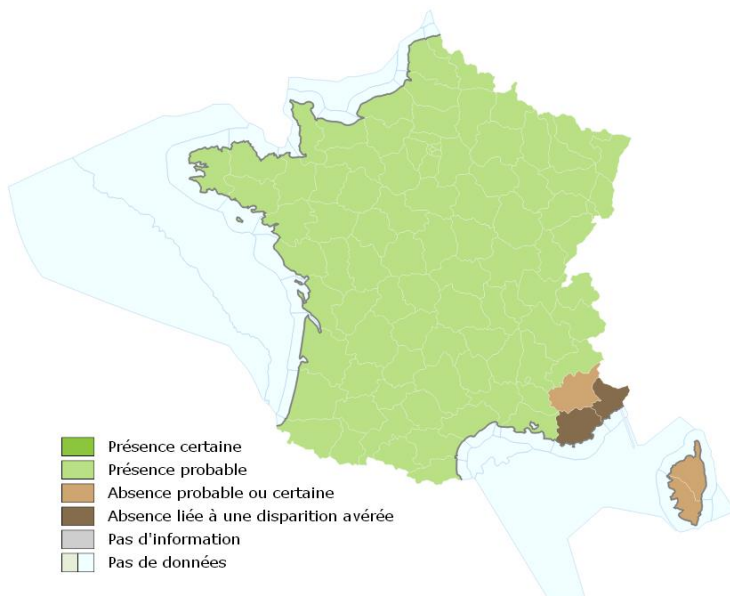 Présence certaine
Présence probable
Absence probable ou certaine
Absence liée à une disparition avérée
Pas d'information
Pas de données